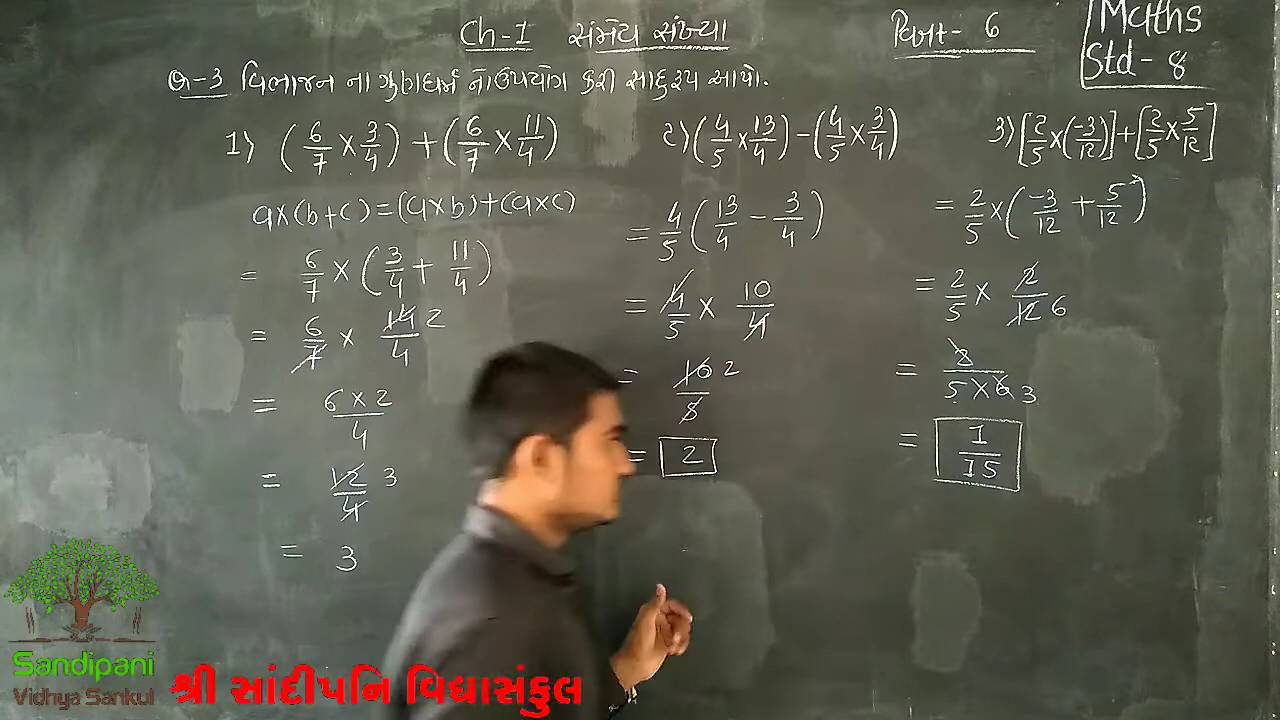 Ch-1 સંમેય સંખ્યા
વિભાગ- 6
Maths
Std- 8
પ્ર-3 વિભાજન ના ગુણધર્મ નો ઉપયોગ કરી સાદુરૂપ આપો.
1) (6/7 × 3/4) + (6/7 × 11/4)
a×(b+c)=(a×b)+(a×c)
= 6/7 × (3/4 + 11/4)
= 6/7 × 14/4 2
= 6×2/4
= 12/4 3
= 3
2) (4/5 × 13/4) - (4/5 × 3/4)
= 4/5 (13/4 - 3/4)
= 4/5 × 10/4
= 10/5 2
= 2
3) [2/5 × (-3/12)] + [2/5 × 5/12]
= 2/5 × (-3/12 + 5/12)
= 2/5 × 2/12 6
= 2/5×6 3
= 1/15
Sandipani
Vidhya Sankul
શ્રી સાંદીપનિ વિદ્યાસંકુલ